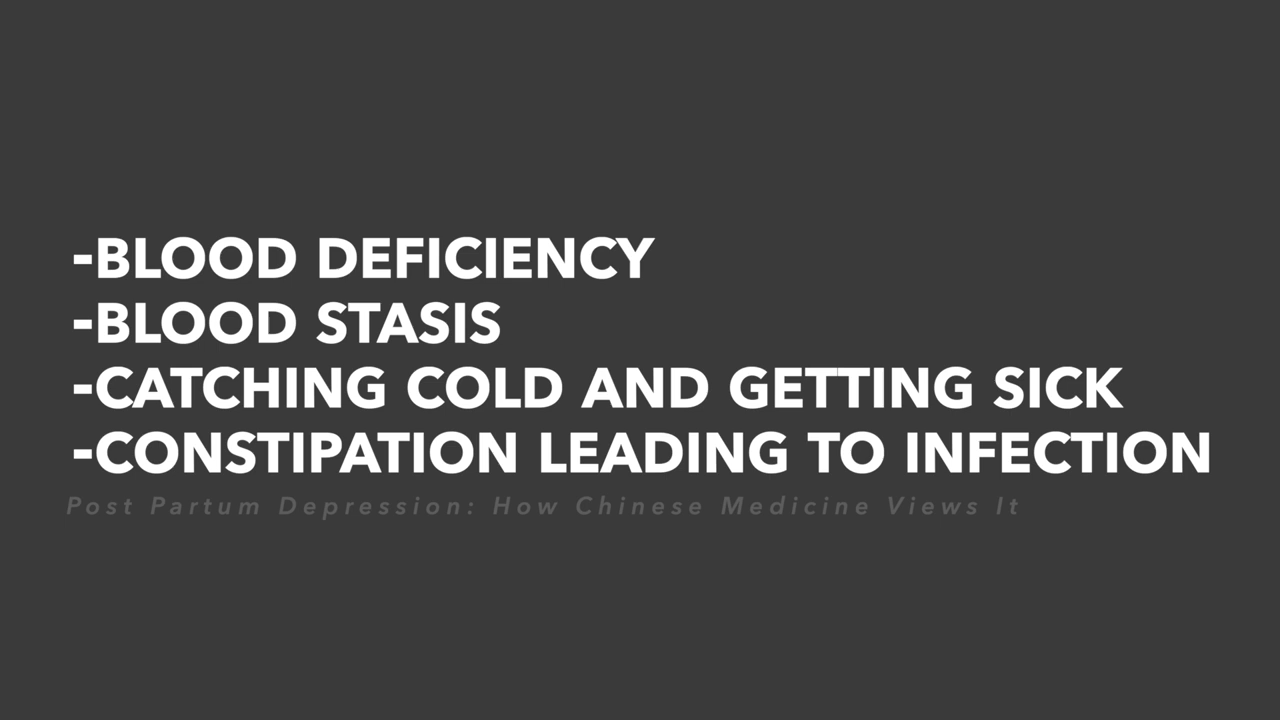 -BLOOD DEFICIENCY
-BLOOD STASIS
-CATCHING COLD AND GETTING SICK
-CONSTIPATION LEADING TO INFECTION
Post Partum Depression: How Chinese Medicine Views It